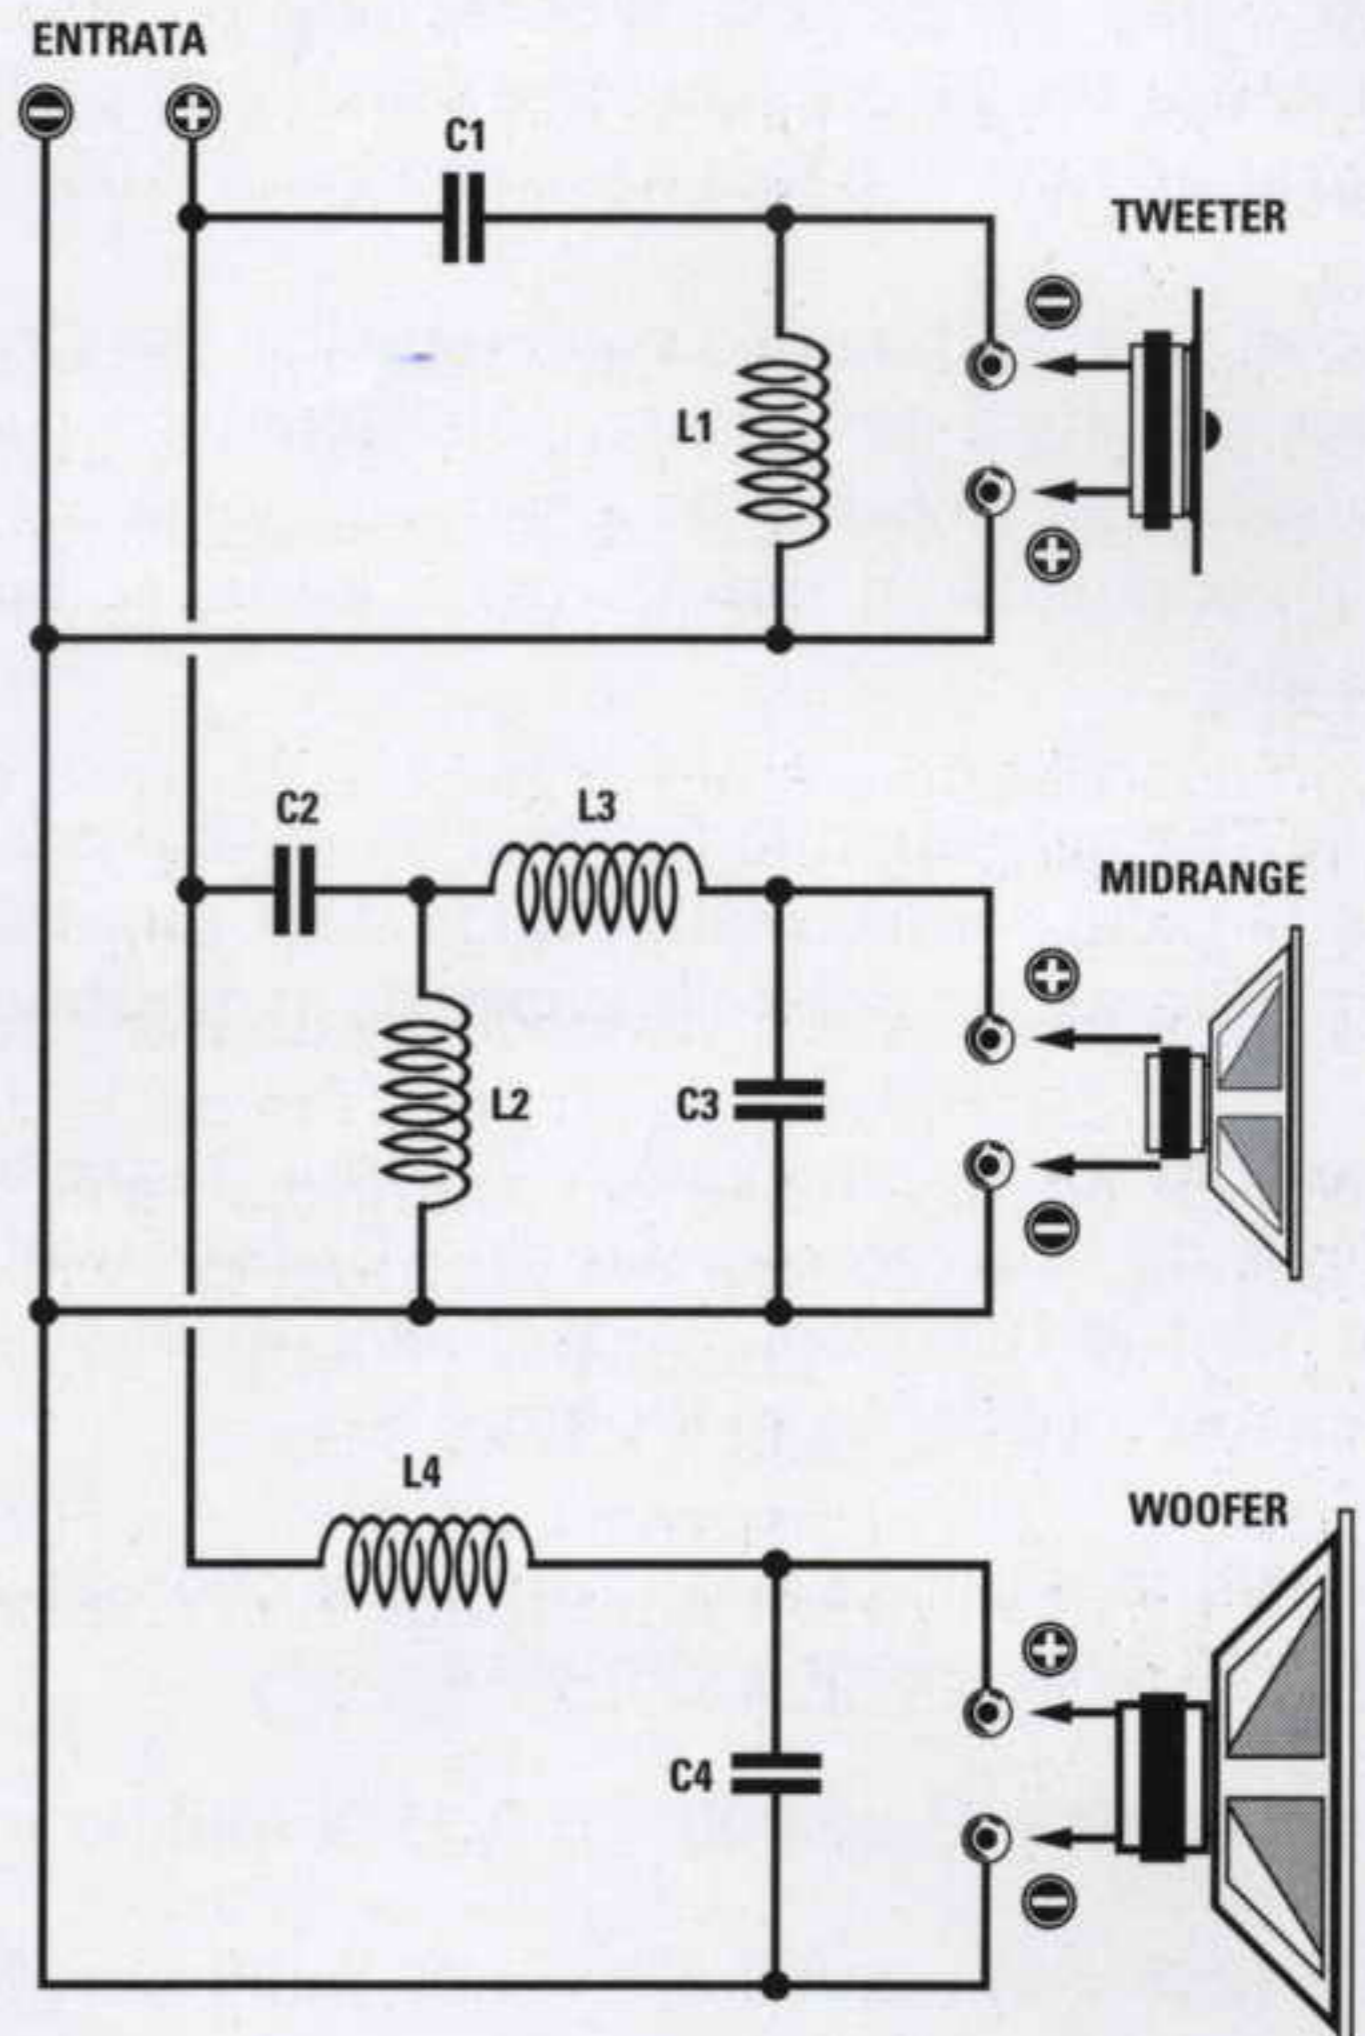 ENTRATA
− +
C1
TWEETER
−
L1
+
C2
L3
MIDRANGE
+
L2
C3
−
L4
WOOFER
+
C4
−